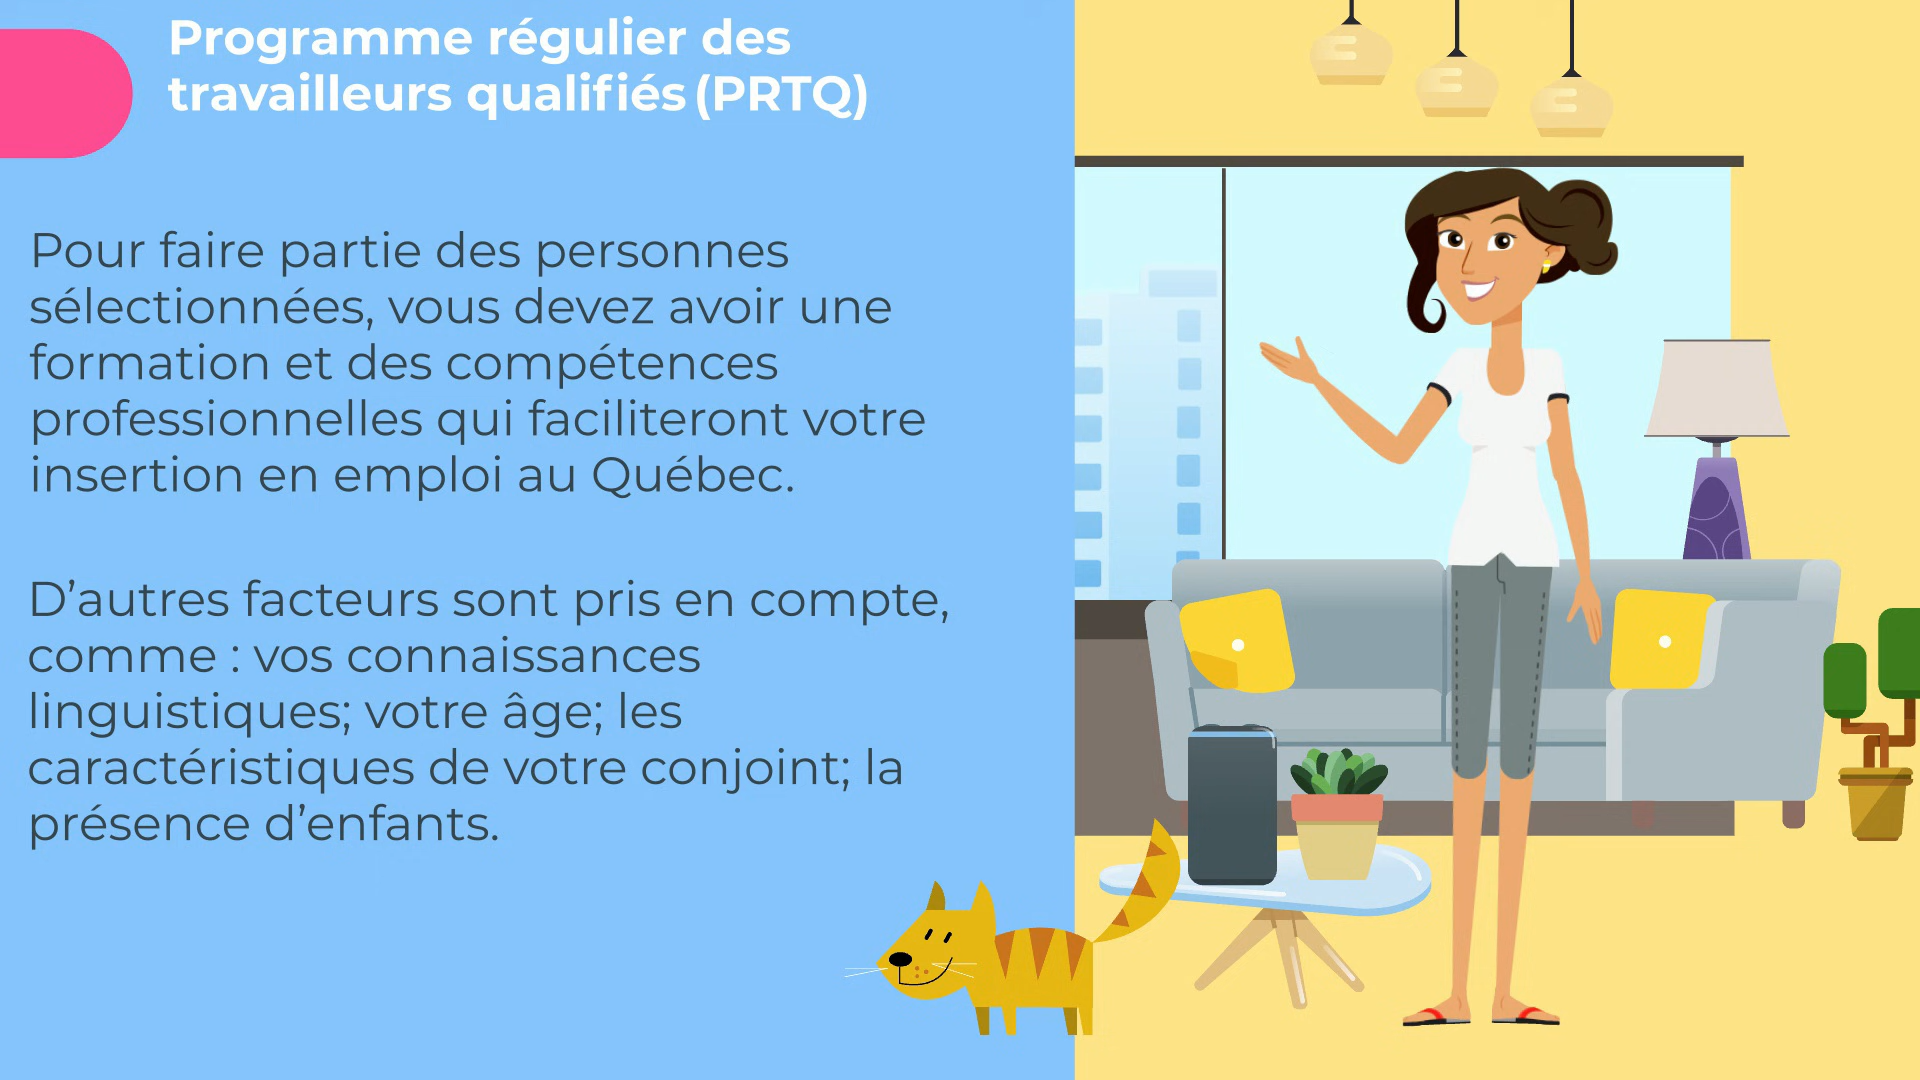 Programme régulier des
travailleurs qualifiés (PRTQ)
Pour faire partie des personnes
sélectionnées, vous devez avoir une
formation et des compétences
professionnelles qui faciliteront votre
insertion en emploi au Québec.
D’autres facteurs sont pris en compte,
comme : vos connaissances
linguistiques; votre âge; les
caractéristiques de votre conjoint; la
présence d’enfants.